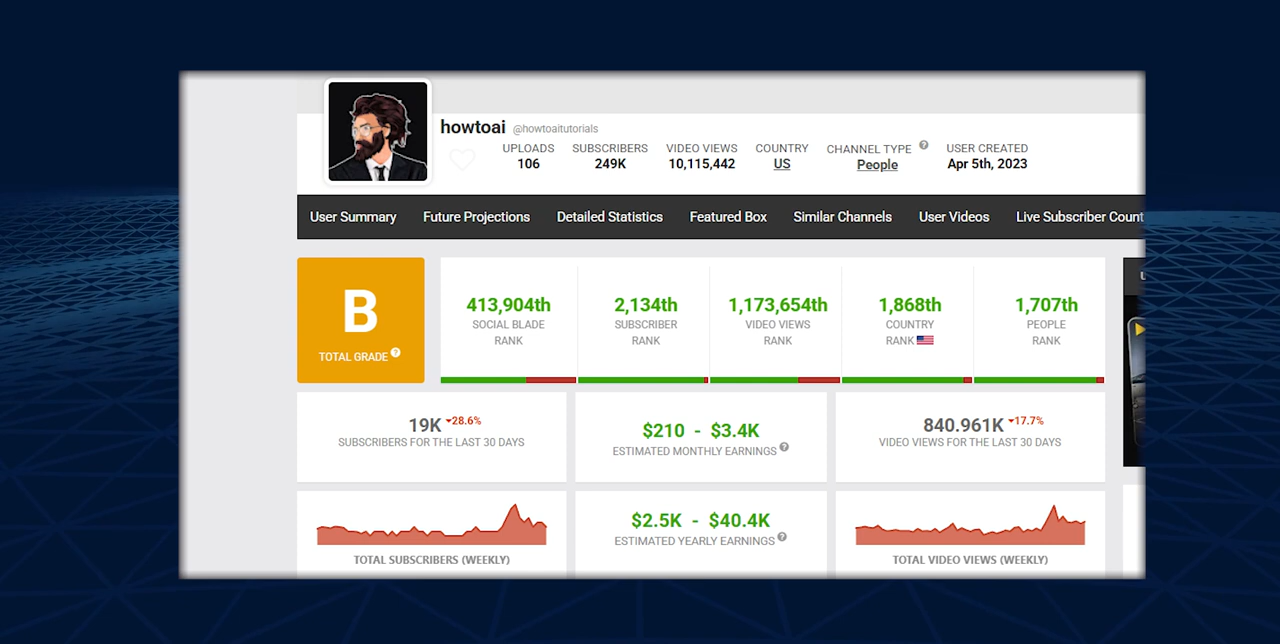 howtoai @howtoaitutorials
UPLOADS SUBSCRIBERS VIDEO VIEWS COUNTRY CHANNEL TYPE ? USER CREATED
106 249K 10,115,442 US People Apr 5th, 2023
User Summary Future Projections Detailed Statistics Featured Box Similar Channels User Videos Live Subscriber Count
B
TOTAL GRADE ?
413,904th 2,134th 1,173,654th 1,868th 1,707th
SOCIAL BLADE SUBSCRIBER VIDEO VIEWS COUNTRY PEOPLE
RANK RANK RANK RANK RANK
19K 28.6%
SUBSCRIBERS FOR THE LAST 30 DAYS
$210 - $3.4K
ESTIMATED MONTHLY EARNINGS ?
840.961K 17.7%
VIDEO VIEWS FOR THE LAST 30 DAYS
TOTAL SUBSCRIBERS (WEEKLY)
$2.5K - $40.4K
ESTIMATED YEARLY EARNINGS ?
TOTAL VIDEO VIEWS (WEEKLY)